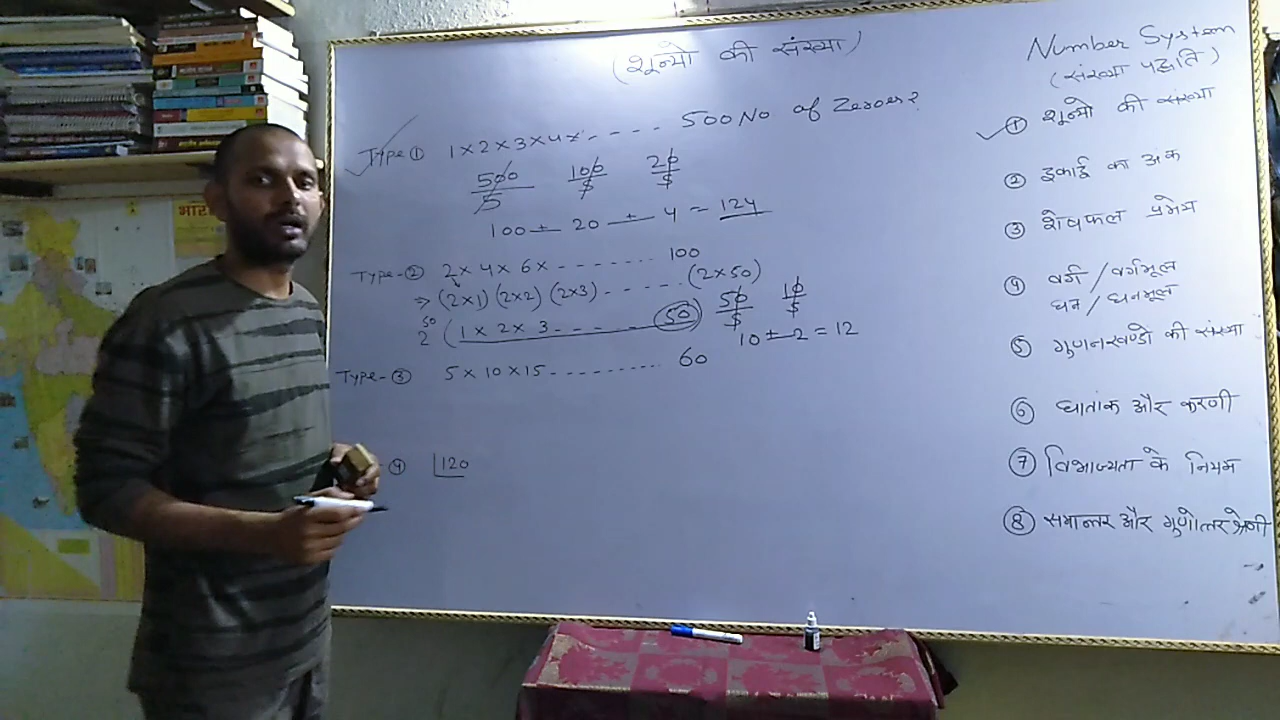 (शून्यो की संख्या)
Type ① 1×2×3×4×---- 500 No of Zeroes?
500/5 100/5 20/5
100 + 20 + 4 = 124
Type-② 2×4×6×-------- 100
⇒ (2×1) (2×2) (2×3) ------ (2×50)
2^50 (1×2×3------ 50) 50/5 10/5
10 + 2 = 12
Type-③ 5×10×15---------- 60
④ 120
Number System
(संख्या पद्धति)
① शून्यो की संख्या
② इकाई का अंक
③ शेषफल प्रमेय
④ वर्ग/वर्गमूल
घन/घनमूल
⑤ गुणनखण्डो की संख्या
⑥ घातांक और करणी
⑦ विभाज्यता के नियम
⑧ समान्तर और गुणोत्तर श्रेणी
भार